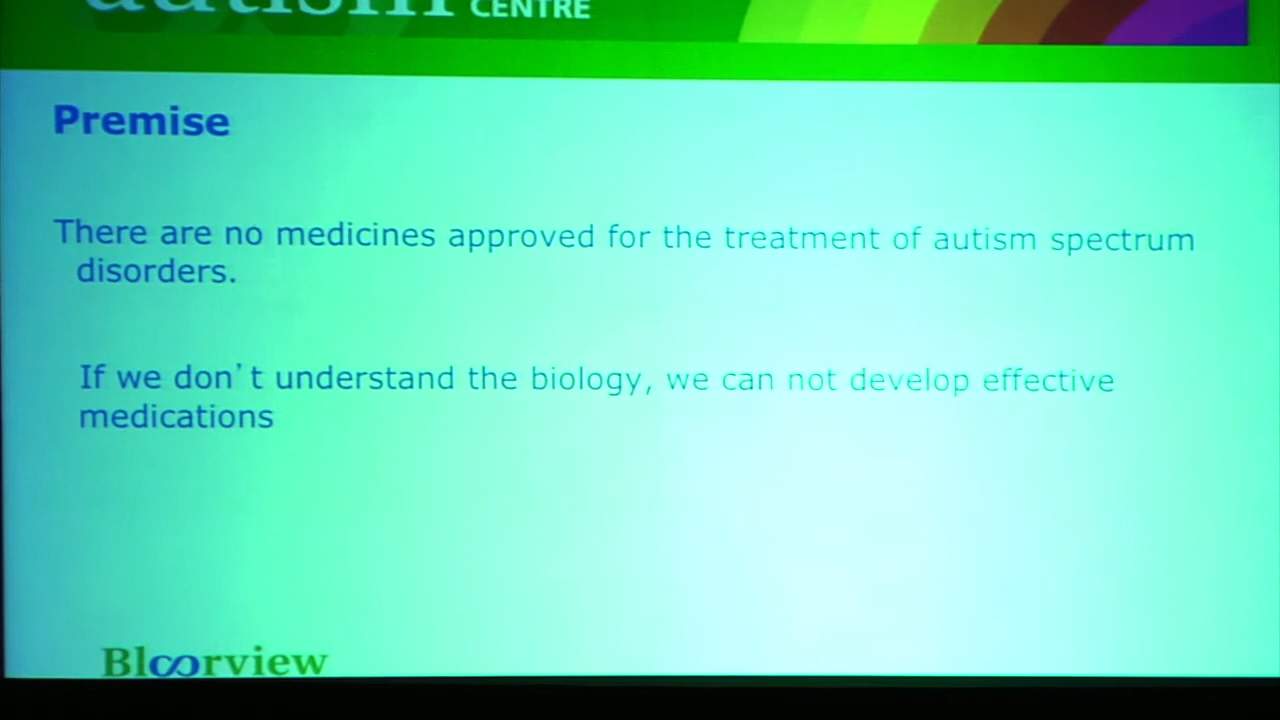 autism CENTRE
Premise
There are no medicines approved for the treatment of autism spectrum
disorders.
If we don't understand the biology, we can not develop effective
medications
Bloorview